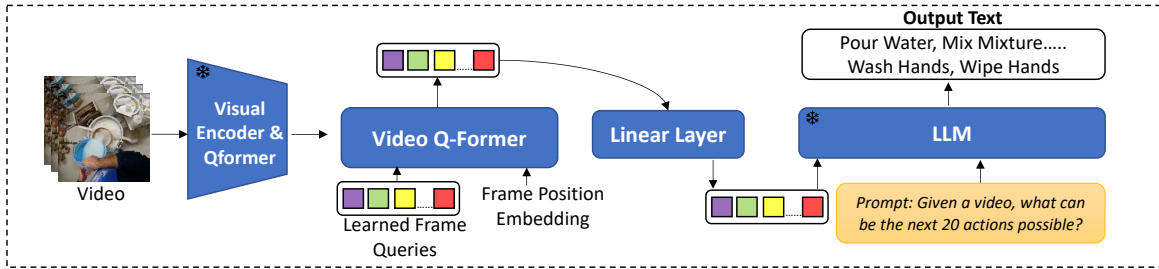 Output Text
Pour Water, Mix Mixture…..
Wash Hands, Wipe Hands
Visual
Encoder &
Qformer
Video Q-Former
Linear Layer
LLM
Video
Frame Position
Embedding
Learned Frame
Queries
Prompt: Given a video, what can
be the next 20 actions possible?